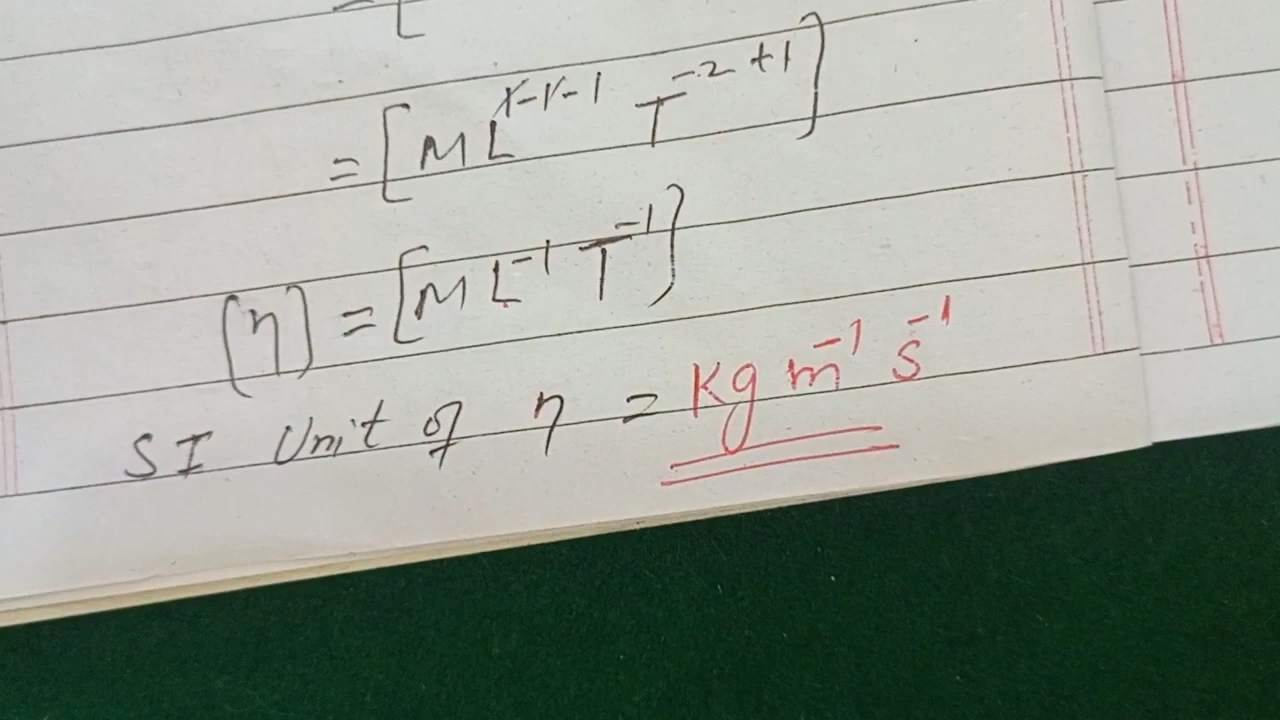 = [M L^1-1-1 T^-2+1]
[η] = [M L^-1 T^-1]
SI Unit of η = Kg m^-1 s^-1